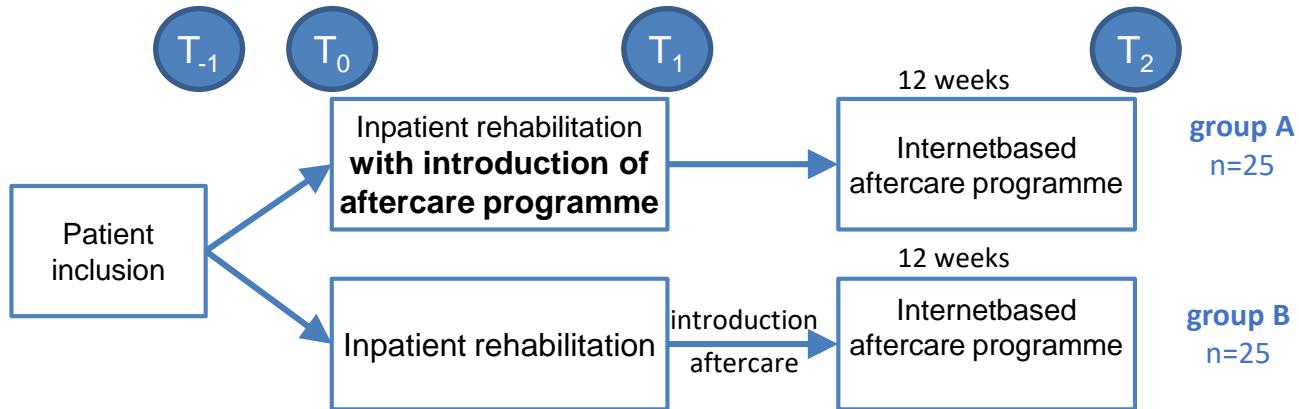 T-1
T0
T1
T2
12 weeks
Inpatient rehabilitation
with introduction of
aftercare programme
Internetbased
aftercare programme
group A
n=25
Patient
inclusion
12 weeks
Inpatient rehabilitation
introduction
aftercare
Internetbased
aftercare programme
group B
n=25